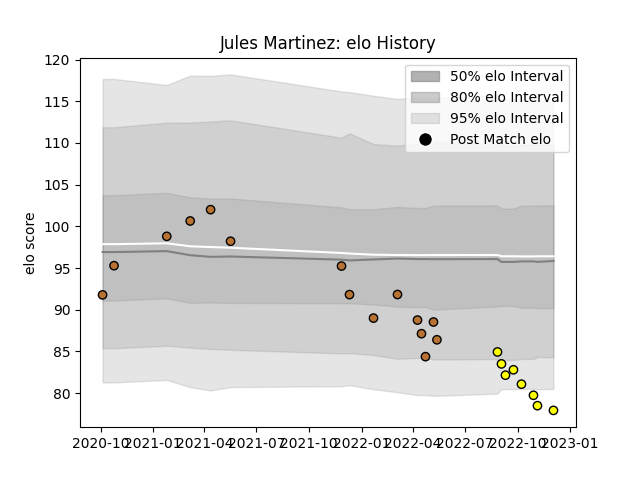 Jules Martinez: elo History
120
115
110
105
100
95
90
85
80
elo score
50% elo Interval
80% elo Interval
95% elo Interval
Post Match elo
2020-10 2021-01 2021-04 2021-07 2021-10 2022-01 2022-04 2022-07 2022-10 2023-01